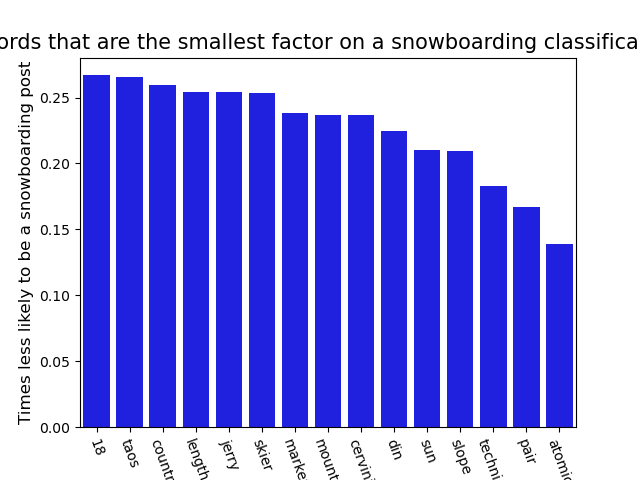 ords that are the smallest factor on a snowboarding classifica
Times less likely to be a snowboarding post
0.25
0.20
0.15
0.10
0.05
0.00
18
taos
countr
length
jerry
skier
marke
mount
cervini
din
sun
slope
techni
pair
atomic